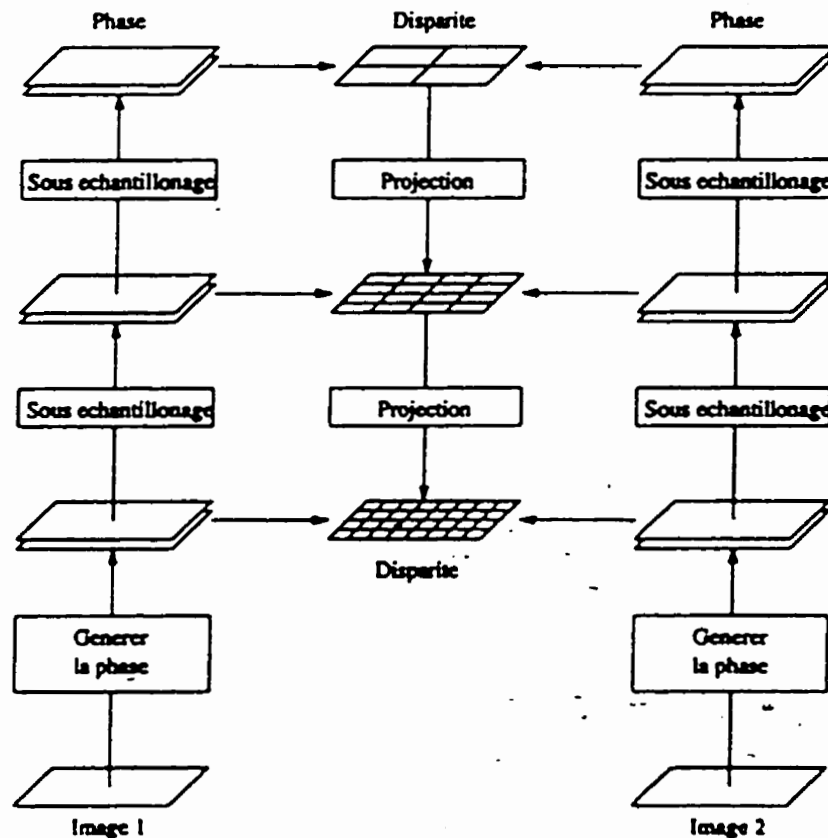 Phase
Disparite
Phase
Sous echantillonage
Projection
Sous echantillonage
Sous echantillonage
Projection
Sous echantillonage
Disparite
Generer
la phase
Generer
la phase
Image 1
Image 2